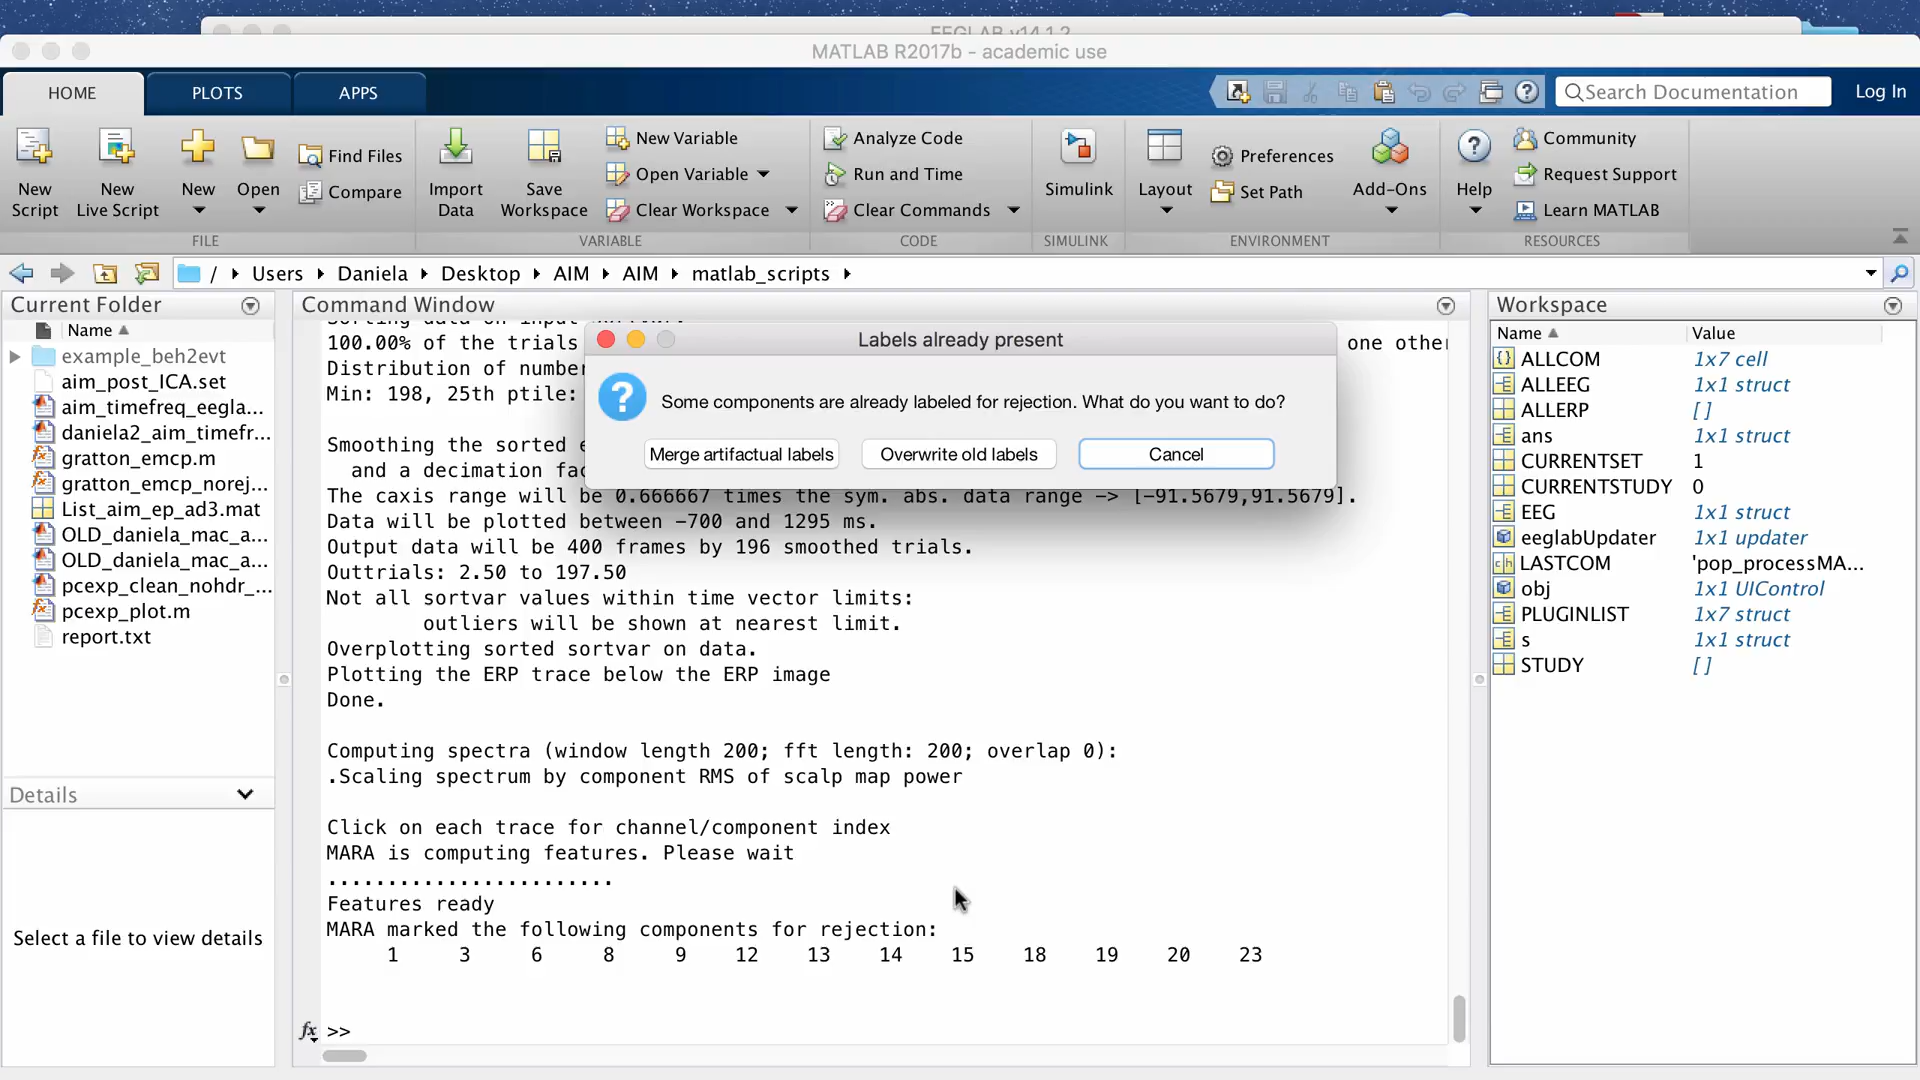 EEGLAB v14.1.2
MATLAB R2017b - academic use
HOME
PLOTS
APPS
Search Documentation
Log In
New Script
New Live Script
New
Open
Find Files
Compare
Import Data
Save Workspace
New Variable
Open Variable
Clear Workspace
Analyze Code
Run and Time
Clear Commands
Simulink
Layout
Preferences
Set Path
Add-Ons
Help
Community
Request Support
Learn MATLAB
FILE
VARIABLE
CODE
SIMULINK
ENVIRONMENT
RESOURCES
/ Users Daniela Desktop AIM AIM matlab_scripts
Current Folder
Name
example_beh2evt
aim_post_ICA.set
aim_timefreq_eegla...
daniela2_aim_timefr...
gratton_emcp.m
gratton_emcp_norej...
List_aim_ep_ad3.mat
OLD_daniela_mac_a...
OLD_daniela_mac_a...
pcexp_clean_nohdr_...
pcexp_plot.m
report.txt
Details
Select a file to view details
Command Window
Sorting data on input
100.00% of the trials
one other
Distribution of number
Min: 198, 25th ptile:
Smoothing the sorted e
and a decimation fac
The caxis range will be 0.666667 times the sym. abs. data range -> [-91.5679,91.5679].
Data will be plotted between -700 and 1295 ms.
Output data will be 400 frames by 196 smoothed trials.
Outtrials: 2.50 to 197.50
Not all sortvar values within time vector limits:
outliers will be shown at nearest limit.
Overplotting sorted sortvar on data.
Plotting the ERP trace below the ERP image
Done.
Computing spectra (window length 200; fft length: 200; overlap 0):
.Scaling spectrum by component RMS of scalp map power
Click on each trace for channel/component index
MARA is computing features. Please wait
........................
Features ready
MARA marked the following components for rejection:
1 3 6 8 9 12 13 14 15 18 19 20 23
fx >>
Labels already present
Some components are already labeled for rejection. What do you want to do?
Merge artifactual labels
Overwrite old labels
Cancel
Workspace
Name Value
ALLCOM 1x7 cell
ALLEEG 1x1 struct
ALLERP []
ans 1x1 struct
CURRENTSET 1
CURRENTSTUDY 0
EEG 1x1 struct
eeglabUpdater 1x1 updater
LASTCOM 'pop_processMA...
obj 1x1 UIControl
PLUGINLIST 1x7 struct
s 1x1 struct
STUDY []